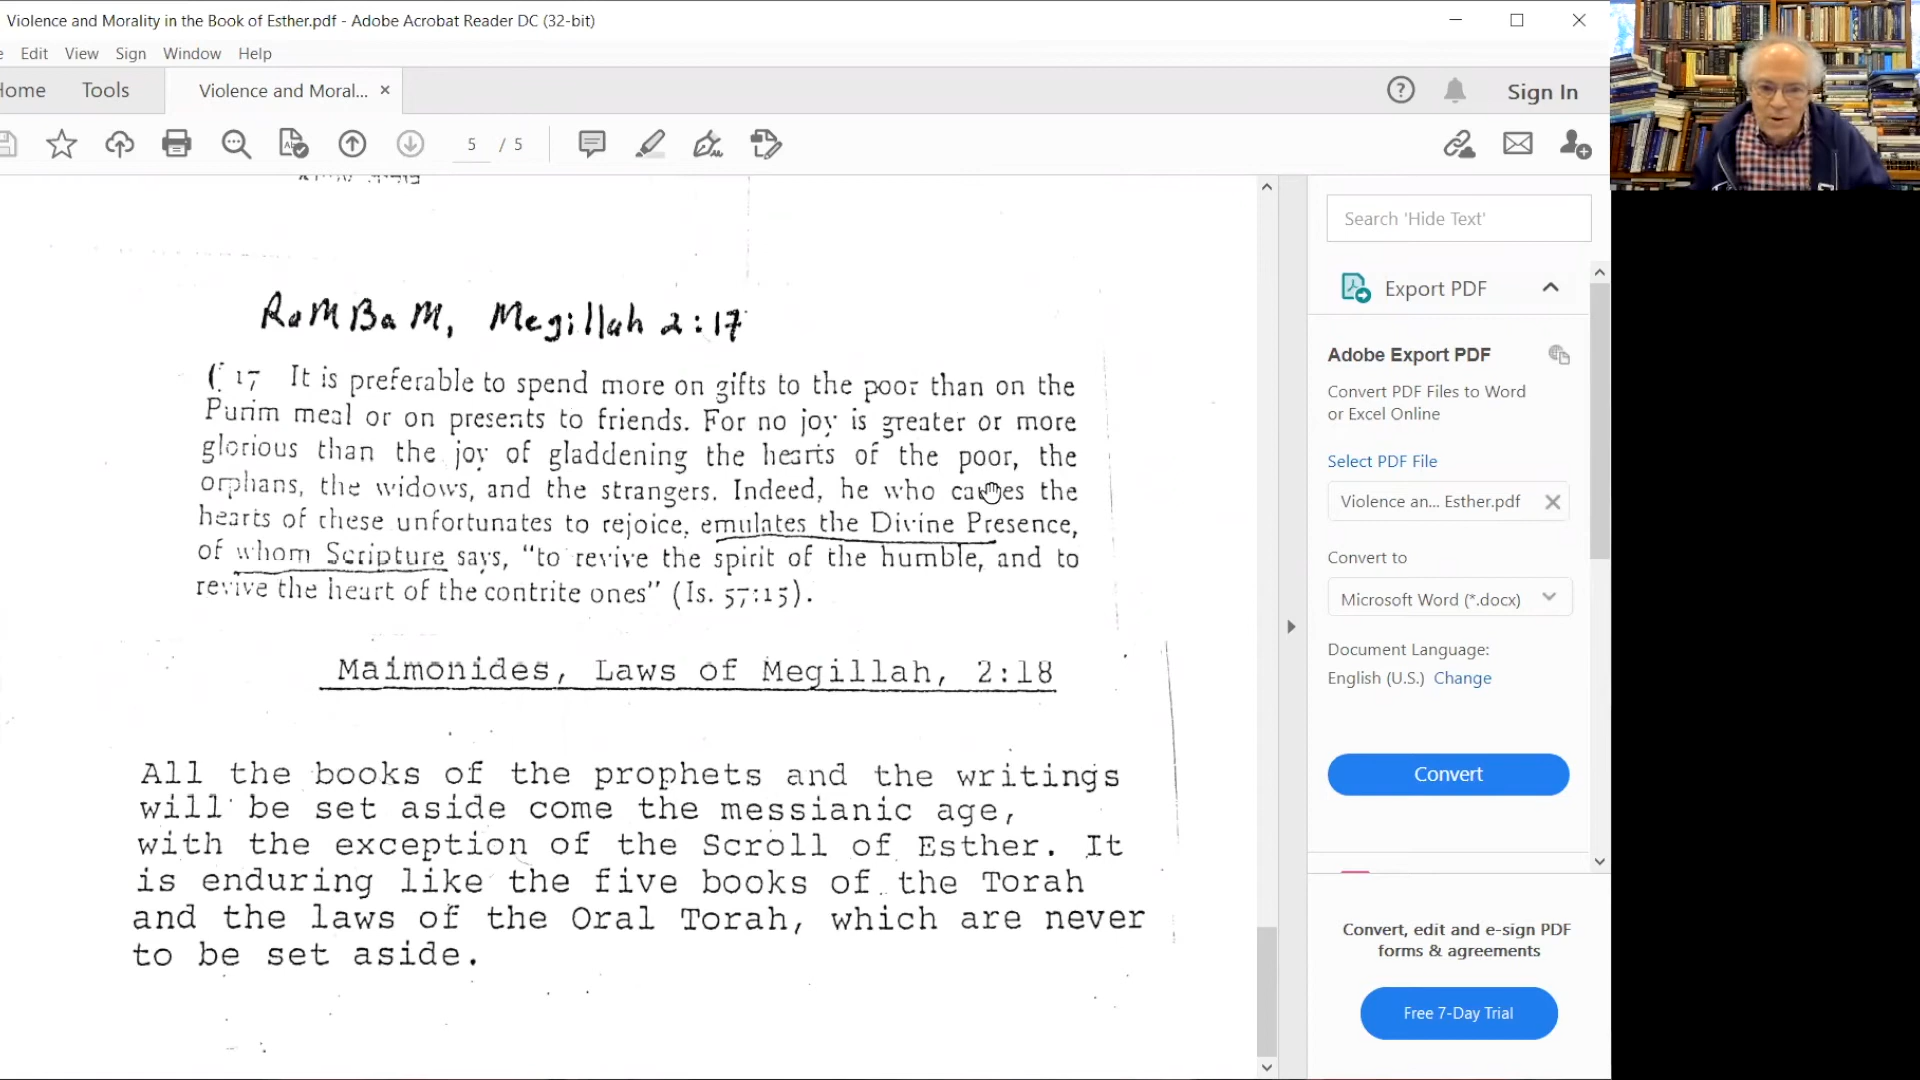 Violence and Morality in the Book of Esther.pdf - Adobe Acrobat Reader DC (32-bit)
Edit View Sign Window Help
Home Tools Violence and Moral... ×
Sign In
5 / 5
Search 'Hide Text'
Export PDF
Adobe Export PDF
Convert PDF Files to Word
or Excel Online
Select PDF File
Violence an... Esther.pdf
Convert to
Microsoft Word (*.docx)
Document Language:
English (U.S.) Change
Convert
Convert, edit and e-sign PDF
forms & agreements
Free 7-Day Trial
RaMBaM, Megillah 2:17
( 17 It is preferable to spend more on gifts to the poor than on the
Purim meal or on presents to friends. For no joy is greater or more
glorious than the joy of gladdening the hearts of the poor, the
orphans, the widows, and the strangers. Indeed, he who causes the
hearts of these unfortunates to rejoice, emulates the Divine Presence,
of whom Scripture says, "to revive the spirit of the humble, and to
revive the heart of the contrite ones" (Is. 57:15).
Maimonides, Laws of Megillah, 2:18
All the books of the prophets and the writings
will be set aside come the messianic age,
with the exception of the Scroll of Esther. It
is enduring like the five books of the Torah
and the laws of the Oral Torah, which are never
to be set aside.